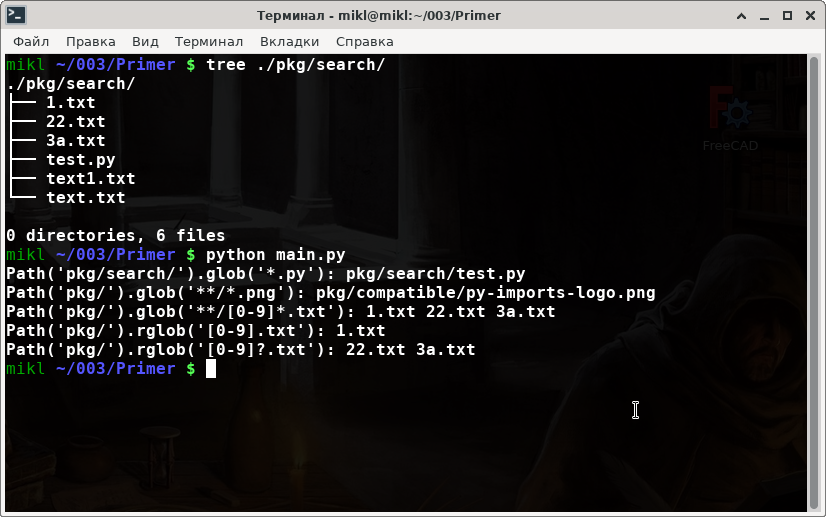 Терминал - mikl@mikl:~/003/Primer
Файл Правка Вид Терминал Вкладки Справка
mikl ~/003/Primer $ tree ./pkg/search/
./pkg/search/
├── 1.txt
├── 22.txt
├── 3a.txt
├── test.py
├── text1.txt
└── text.txt
FreeCAD
0 directories, 6 files
mikl ~/003/Primer $ python main.py
Path('pkg/search/').glob('*.py'): pkg/search/test.py
Path('pkg/').glob('**/*.png'): pkg/compatible/py-imports-logo.png
Path('pkg/').glob('**/[0-9]*.txt'): 1.txt 22.txt 3a.txt
Path('pkg/').rglob('[0-9].txt'): 1.txt
Path('pkg/').rglob('[0-9]?.txt'): 22.txt 3a.txt
mikl ~/003/Primer $